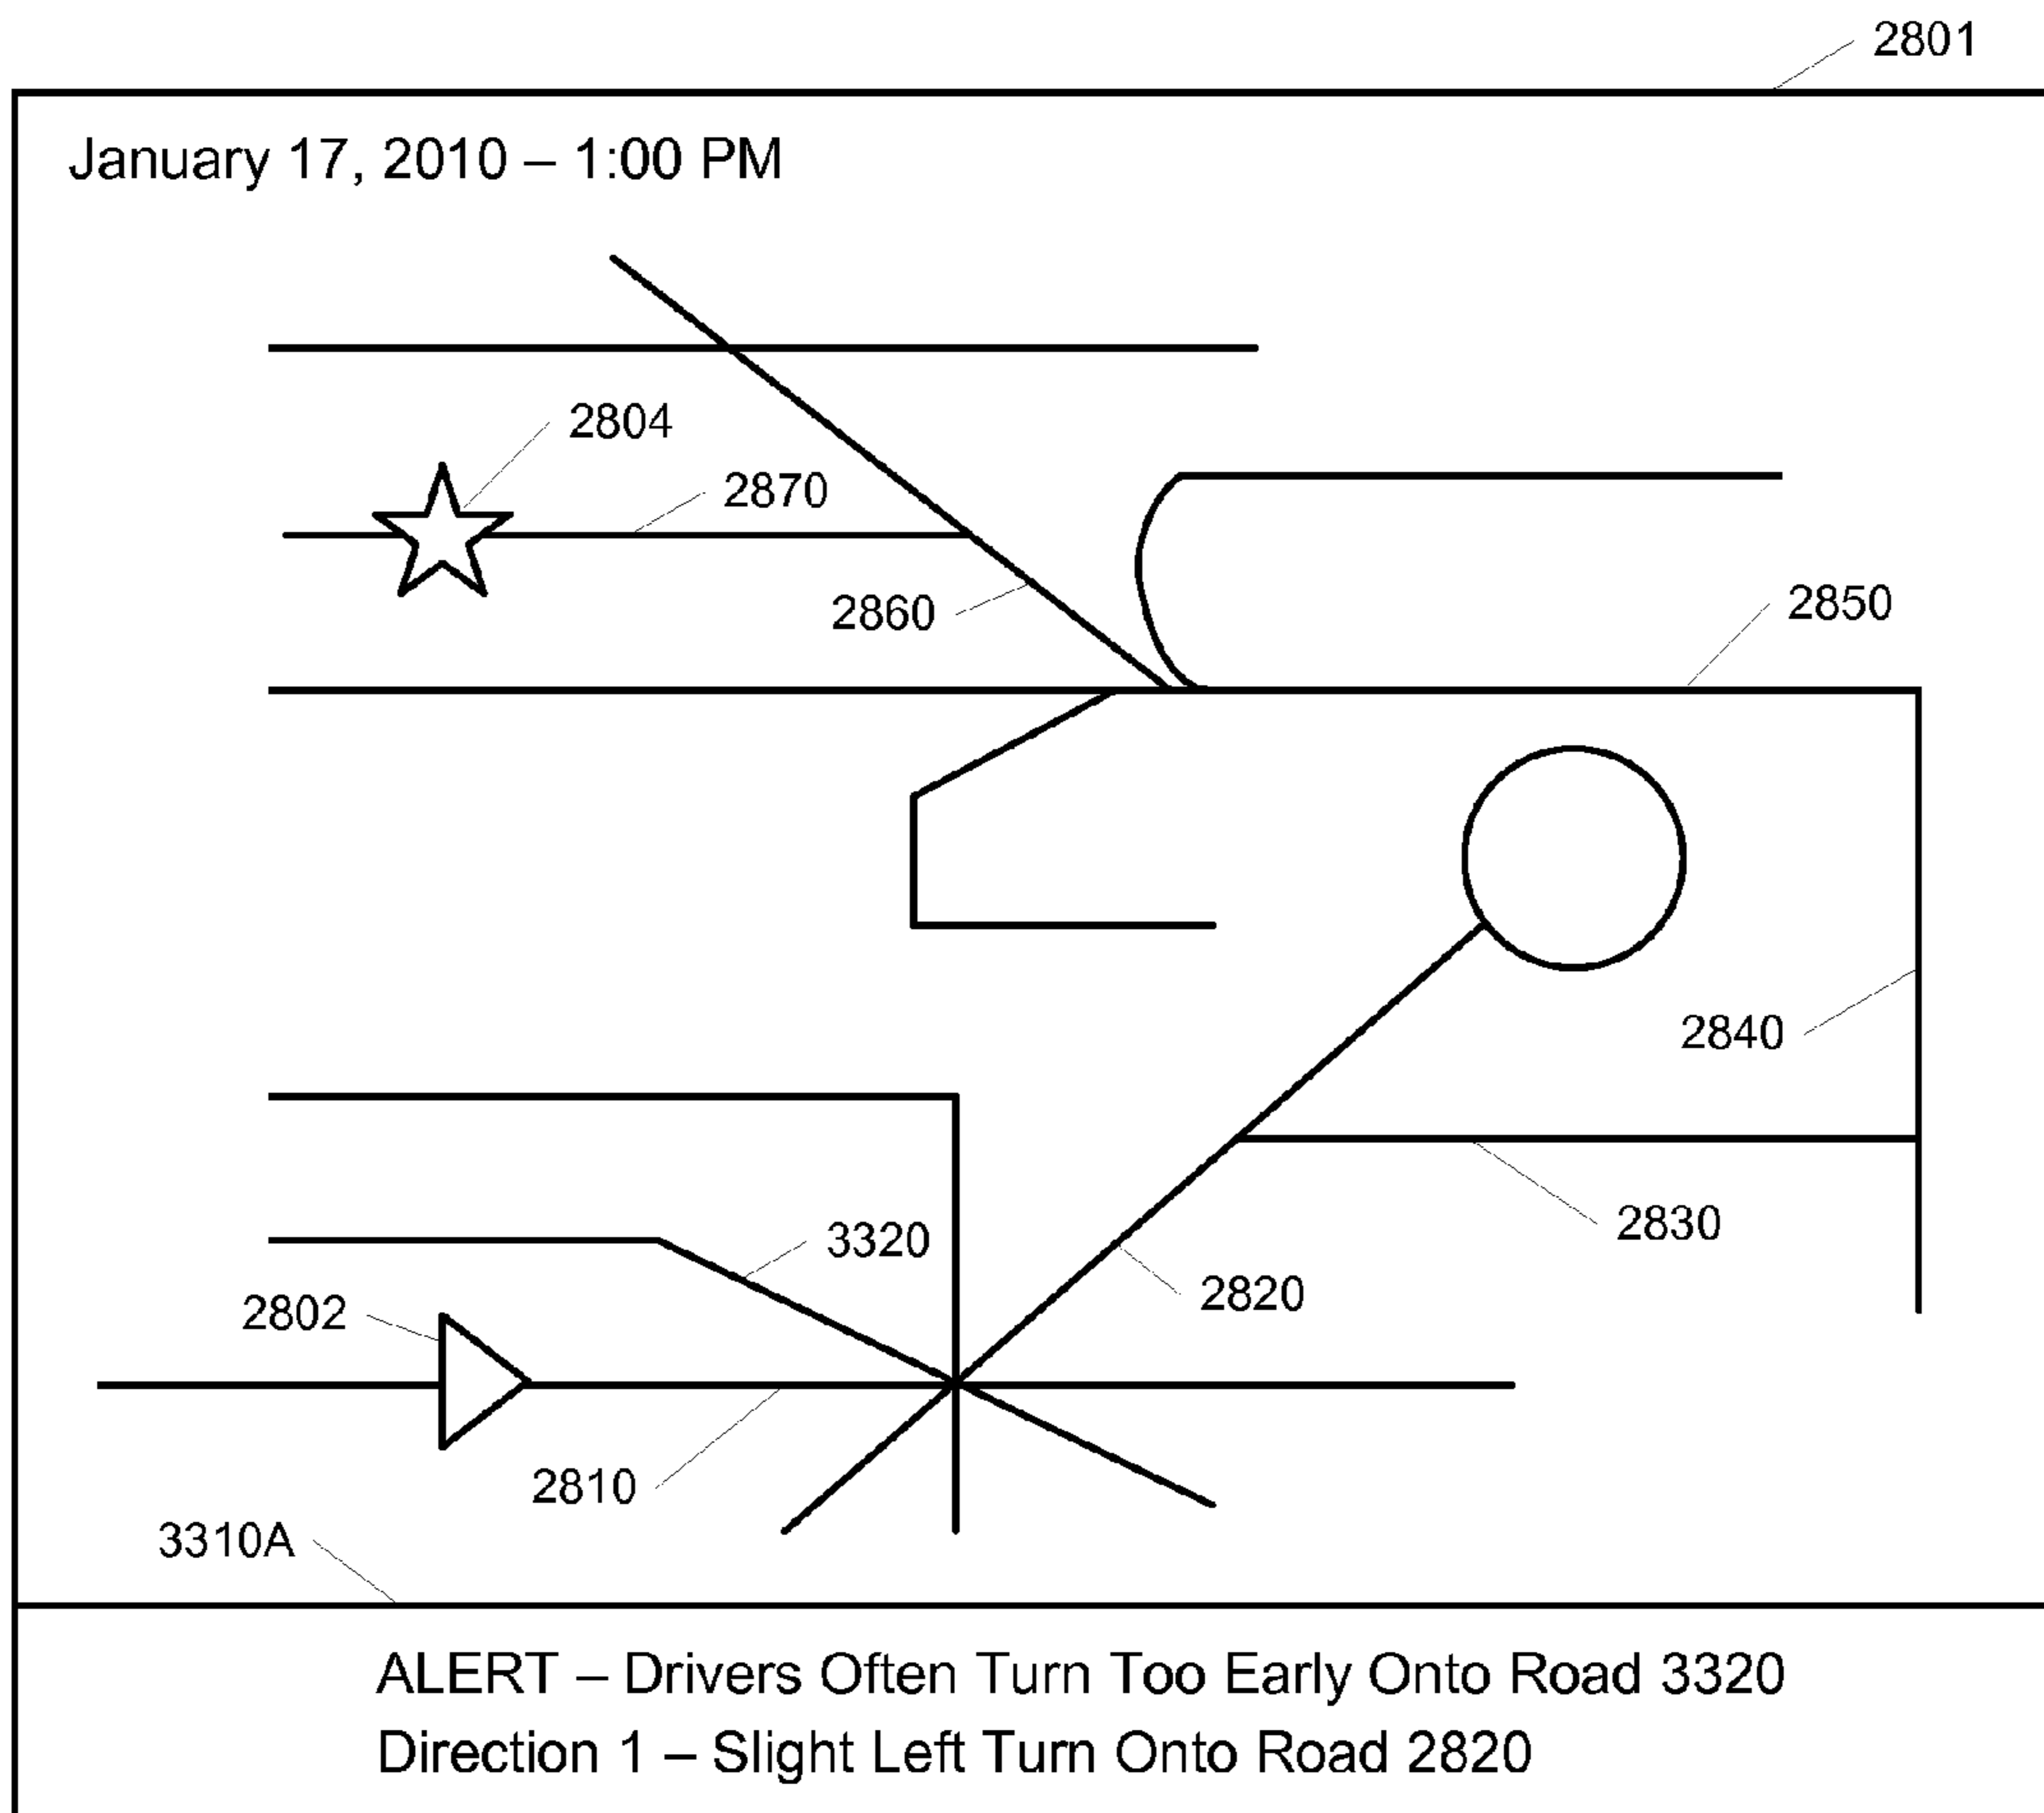 2801
January 17, 2010 – 1:00 PM
2804
2870
2860
2850
2840
2830
3320
2820
2802
2810
3310A
ALERT – Drivers Often Turn Too Early Onto Road 3320
Direction 1 – Slight Left Turn Onto Road 2820